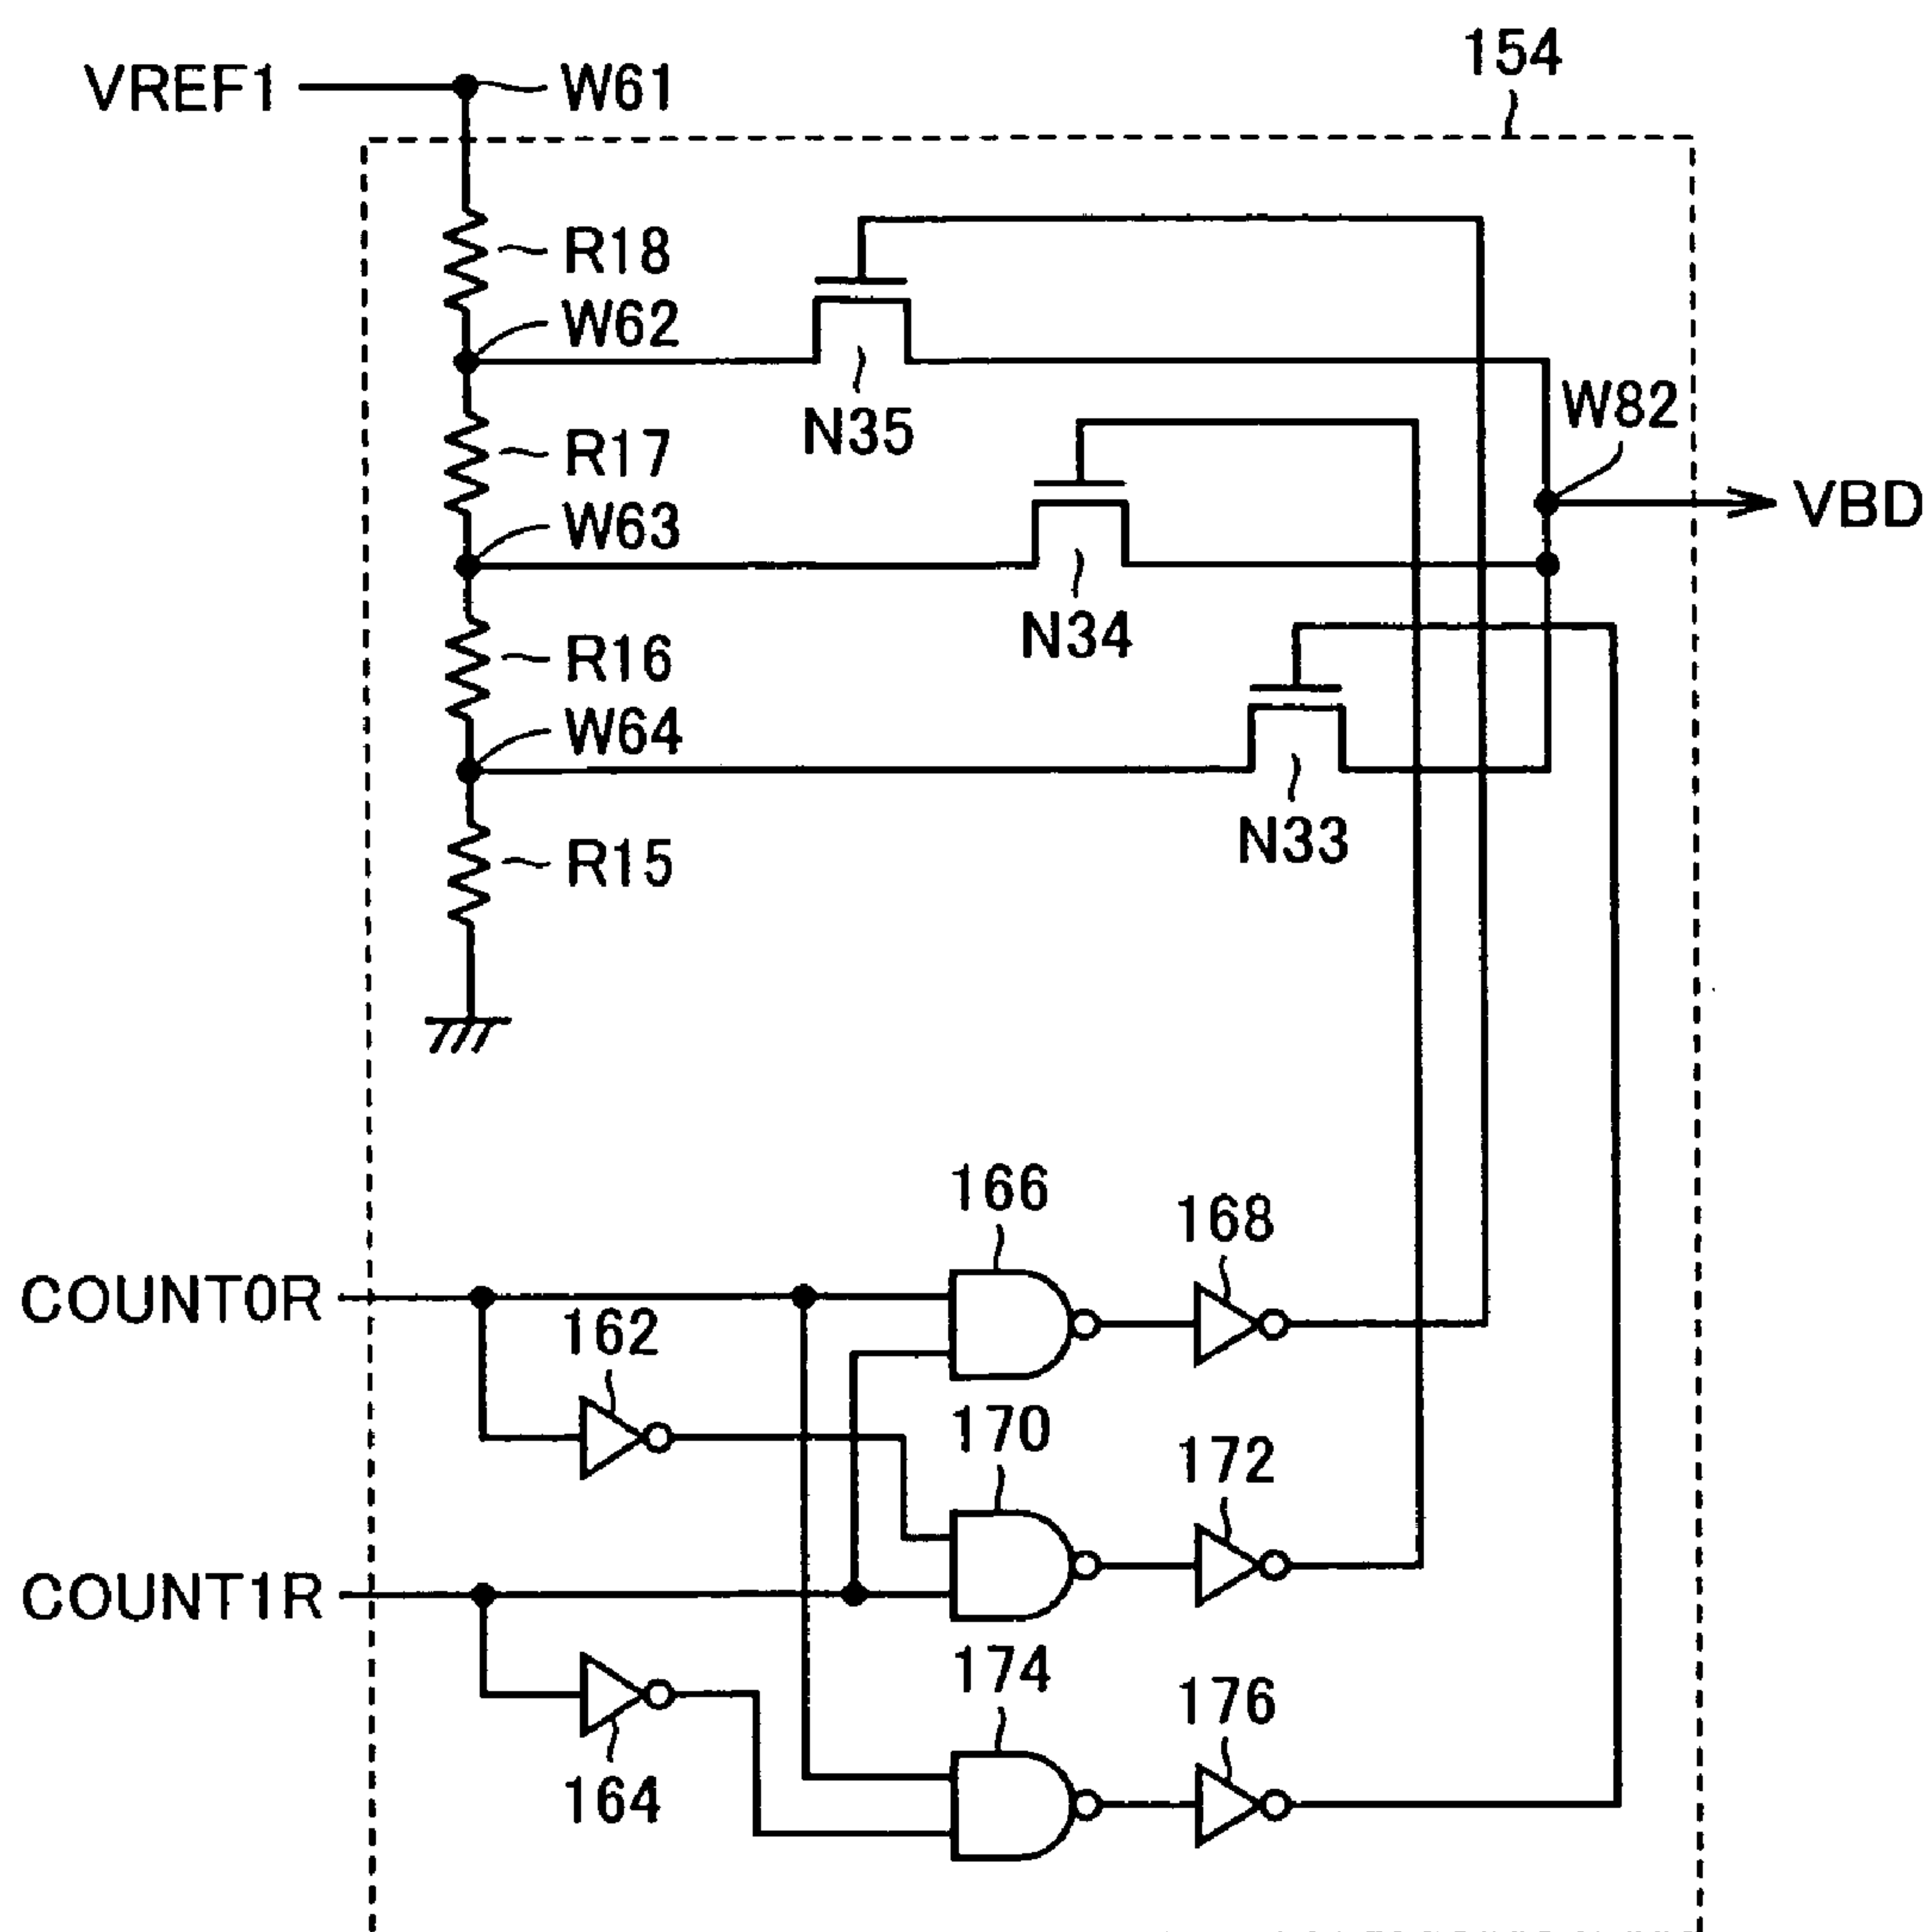 154
VREF1
W61
R18
W62
N35
W82
R17
VBD
W63
N34
R16
W64
N33
R15
166
168
COUNT0R
162
170
172
COUNT1R
174
176
164